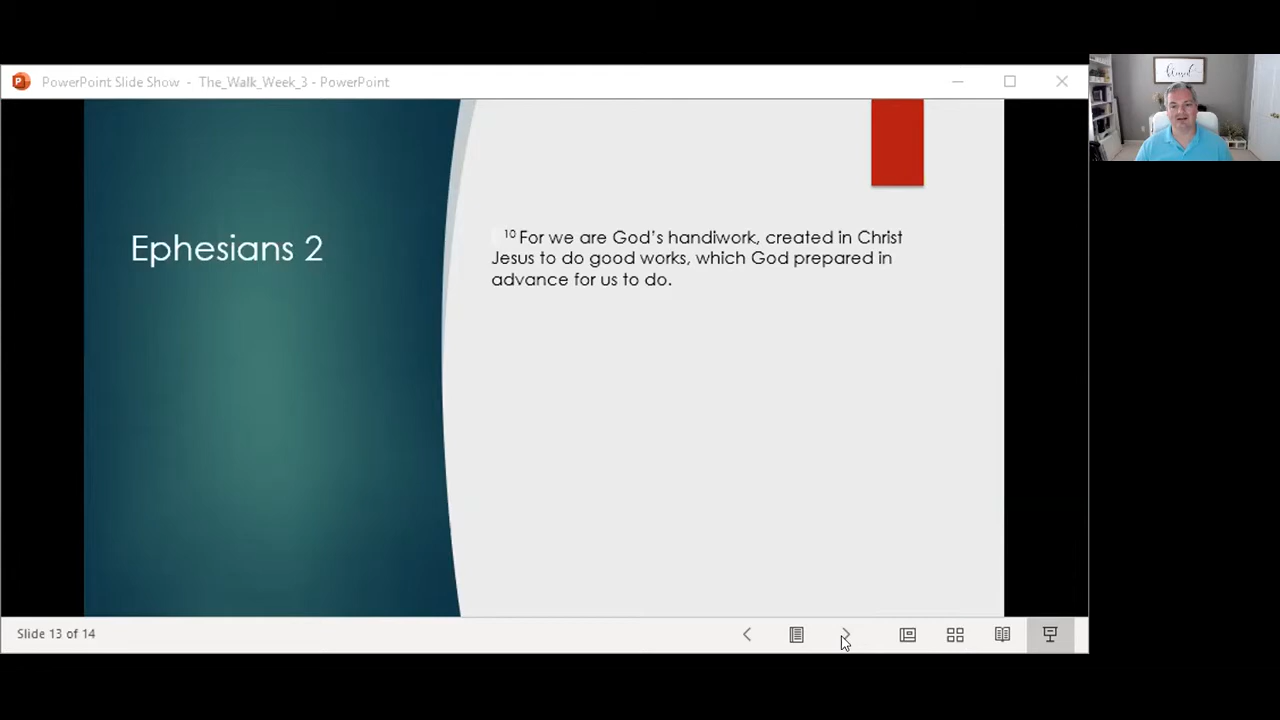 PowerPoint Slide Show - The_Walk_Week_3 - PowerPoint
Blessed
Ephesians 2
10 For we are God’s handiwork, created in Christ
Jesus to do good works, which God prepared in
advance for us to do.
Slide 13 of 14